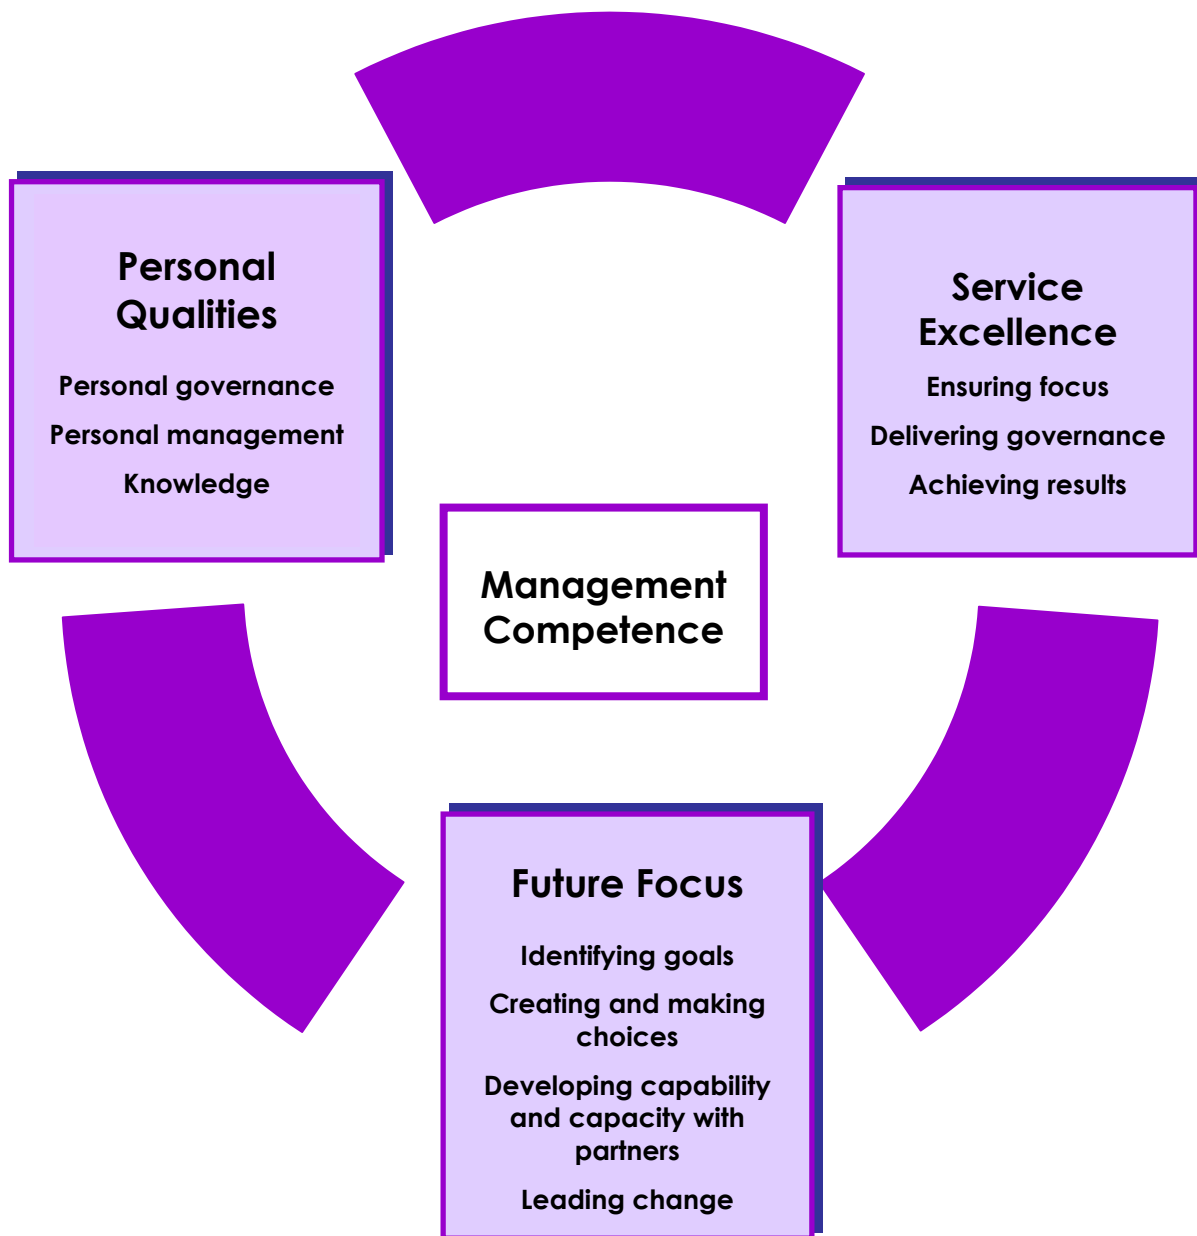 Personal
Qualities
Personal governance
Personal management
Knowledge
Service
Excellence
Ensuring focus
Delivering governance
Achieving results
Management
Competence
Future Focus
Identifying goals
Creating and making
choices
Developing capability
and capacity with
partners
Leading change